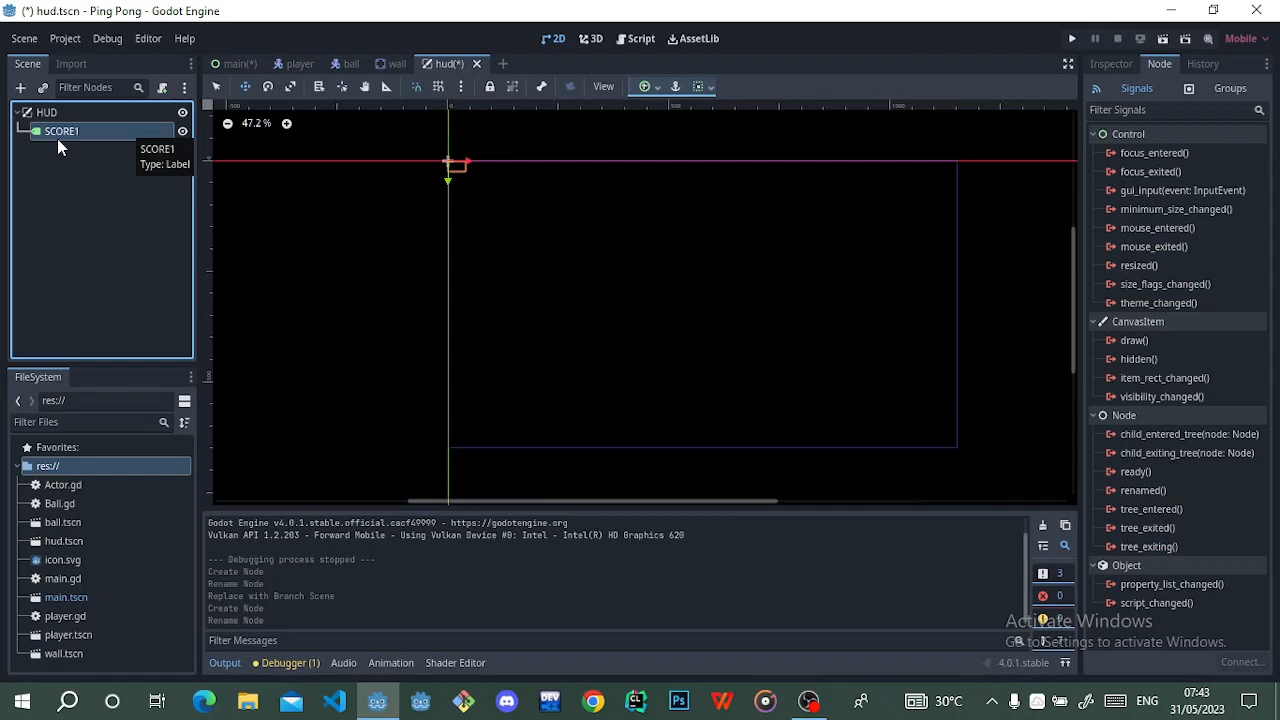 (*) hud.tscn - Ping Pong - Godot Engine
Scene Project Debug Editor Help
2D 3D Script AssetLib
Mobile
Scene Import
main(*) player ball wall hud(*)
Inspector Node History
Filter Nodes
View
Signals Groups
-500 0 500 1000
Filter Signals
HUD
47.2 %
SCORE1
Control
SCORE1
Type: Label
focus_entered()
focus_exited()
gui_input(event: InputEvent)
minimum_size_changed()
mouse_entered()
mouse_exited()
resized()
size_flags_changed()
theme_changed()
CanvasItem
draw()
hidden()
item_rect_changed()
visibility_changed()
Node
child_entered_tree(node: Node)
child_exiting_tree(node: Node)
ready()
renamed()
tree_entered()
tree_exited()
tree_exiting()
Object
property_list_changed()
script_changed()
Connect...
FileSystem
res://
Filter Files
Favorites:
res://
Actor.gd
Ball.gd
ball.tscn
hud.tscn
icon.svg
main.gd
main.tscn
player.gd
player.tscn
wall.tscn
Godot Engine v4.0.1.stable.official.cacf49999 - https://godotengine.org
Vulkan API 1.2.203 - Forward Mobile - Using Vulkan Device #0: Intel - Intel(R) HD Graphics 620
--- Debugging process stopped ---
Create Node
Rename Node
Replace with Branch Scene
Create Node
Rename Node
3
0
7
Filter Messages
Output Debugger (1) Audio Animation Shader Editor
4.0.1.stable
Activate Windows
Go to Settings to activate Windows.
30°C
ENG
07:43
31/05/2023